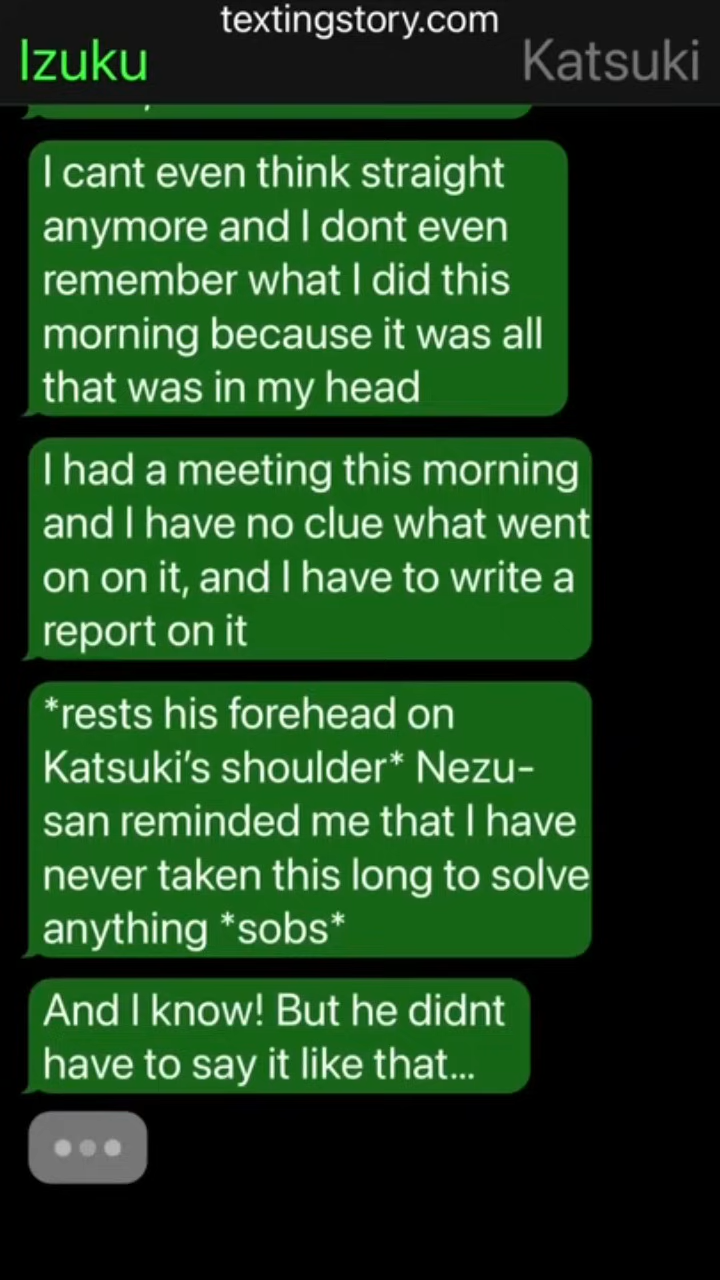 textingstory.com
Izuku
Katsuki
I cant even think straight
anymore and I dont even
remember what I did this
morning because it was all
that was in my head
I had a meeting this morning
and I have no clue what went
on on it, and I have to write a
report on it
*rests his forehead on
Katsuki's shoulder* Nezu-
san reminded me that I have
never taken this long to solve
anything *sobs*
And I know! But he didnt
have to say it like that...